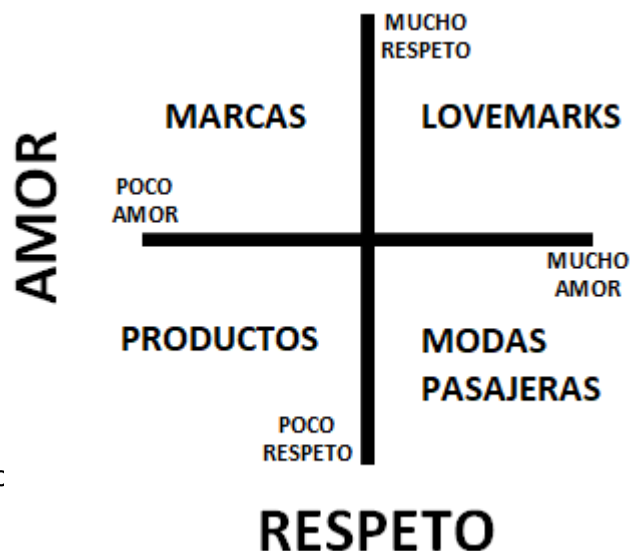 MUCHO
RESPETO
MARCAS
LOVEMARKS
AMOR
POCO
AMOR
MUCHO
AMOR
PRODUCTOS
MODAS
PASAJERAS
POCO
RESPETO
RESPETO